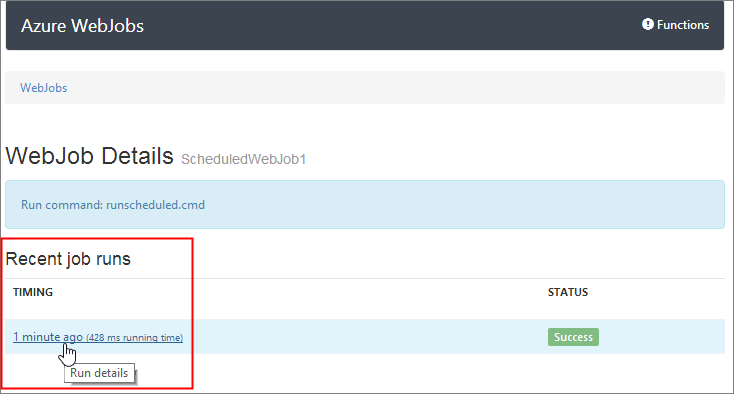 Azure WebJobs
Functions
WebJobs
WebJob Details ScheduledWebJob1
Run command: runscheduled.cmd
Recent job runs
TIMING STATUS
1 minute ago (428 ms running time) Success
Run details